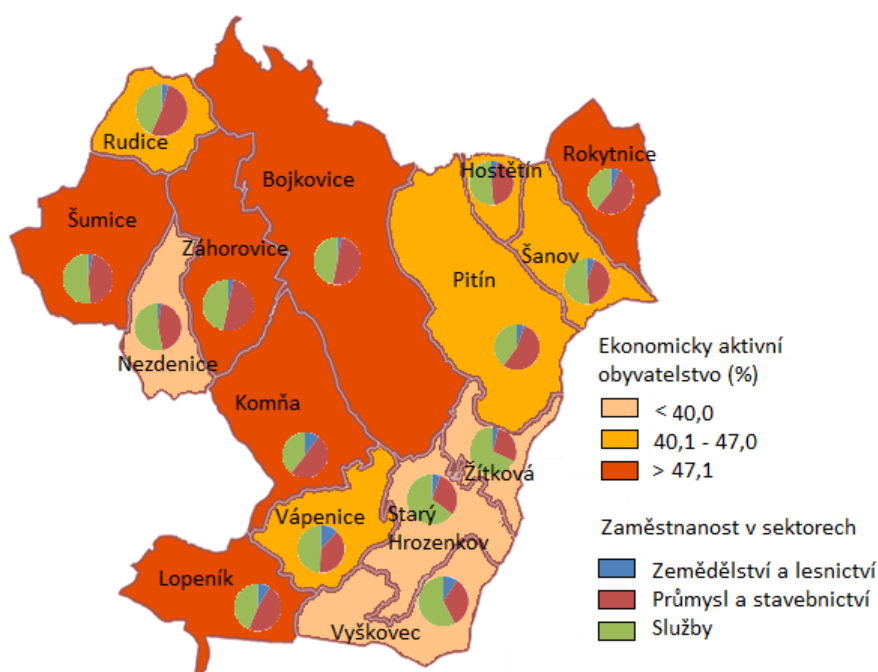 Rudice
Hostětín
Rokytnice
Bojkovice
Šumice
Záhorovice
Šanov
Pitín
Nezdenice
Komňa
Žítková
Vápenice
Starý
Hrozenkov
Lopeník
Vyškovec
Ekonomicky aktivní
obyvatelstvo (%)
< 40,0
40,1 - 47,0
> 47,1
Zaměstnanost v sektorech
Zemědělství a lesnictví
Průmysl a stavebnictví
Služby